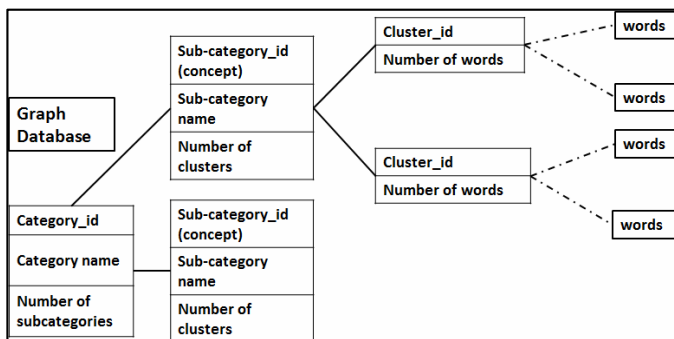 Graph
Database
Category_id
Category name
Number of
subcategories
Sub-category_id
(concept)
Sub-category
name
Number of
clusters
Sub-category_id
(concept)
Sub-category
name
Number of
clusters
Cluster_id
Number of words
Cluster_id
Number of words
words
words
words
words